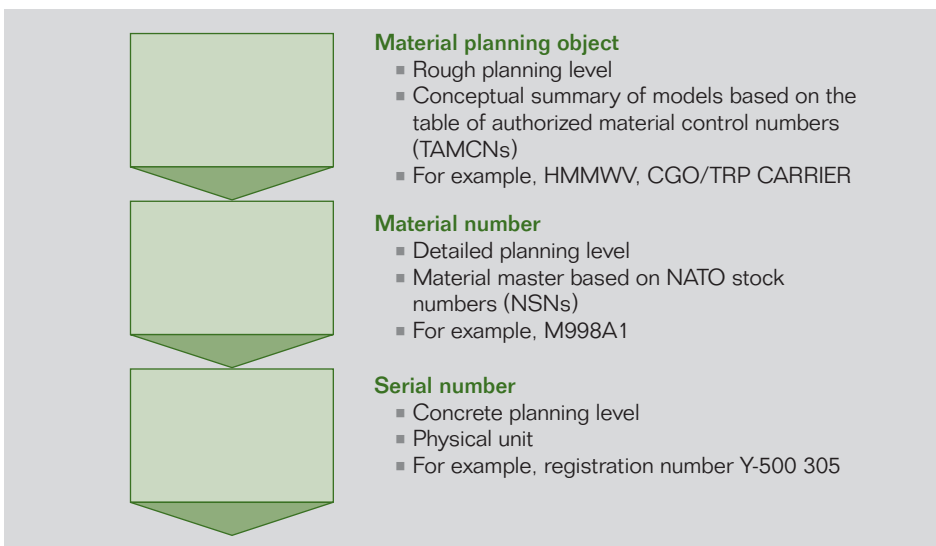 Material planning object
▪ Rough planning level
▪ Conceptual summary of models based on the
table of authorized material control numbers
(TAMCNs)
▪ For example, HMMWV, CGO/TRP CARRIER
Material number
▪ Detailed planning level
▪ Material master based on NATO stock
numbers (NSNs)
▪ For example, M998A1
Serial number
▪ Concrete planning level
▪ Physical unit
▪ For example, registration number Y-500 305